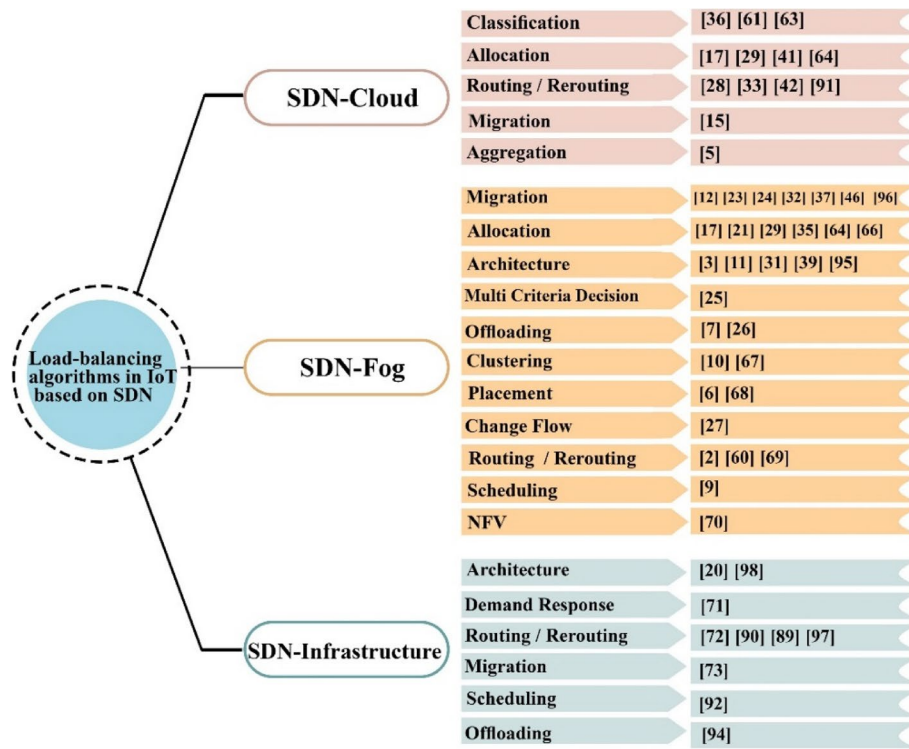 Load-balancing
algorithms in IoT
based on SDN
SDN-Cloud
Classification [36] [61] [63]
Allocation [17] [29] [41] [64]
Routing / Rerouting [28] [33] [42] [91]
Migration [15]
Aggregation [5]
SDN-Fog
Migration [12] [23] [24] [32] [37] [46] [96]
Allocation [17] [21] [29] [35] [64] [66]
Architecture [3] [11] [31] [39] [95]
Multi Criteria Decision [25]
Offloading [7] [26]
Clustering [10] [67]
Placement [6] [68]
Change Flow [27]
Routing / Rerouting [2] [60] [69]
Scheduling [9]
NFV [70]
SDN-Infrastructure
Architecture [20] [98]
Demand Response [71]
Routing / Rerouting [72] [90] [89] [97]
Migration [73]
Scheduling [92]
Offloading [94]